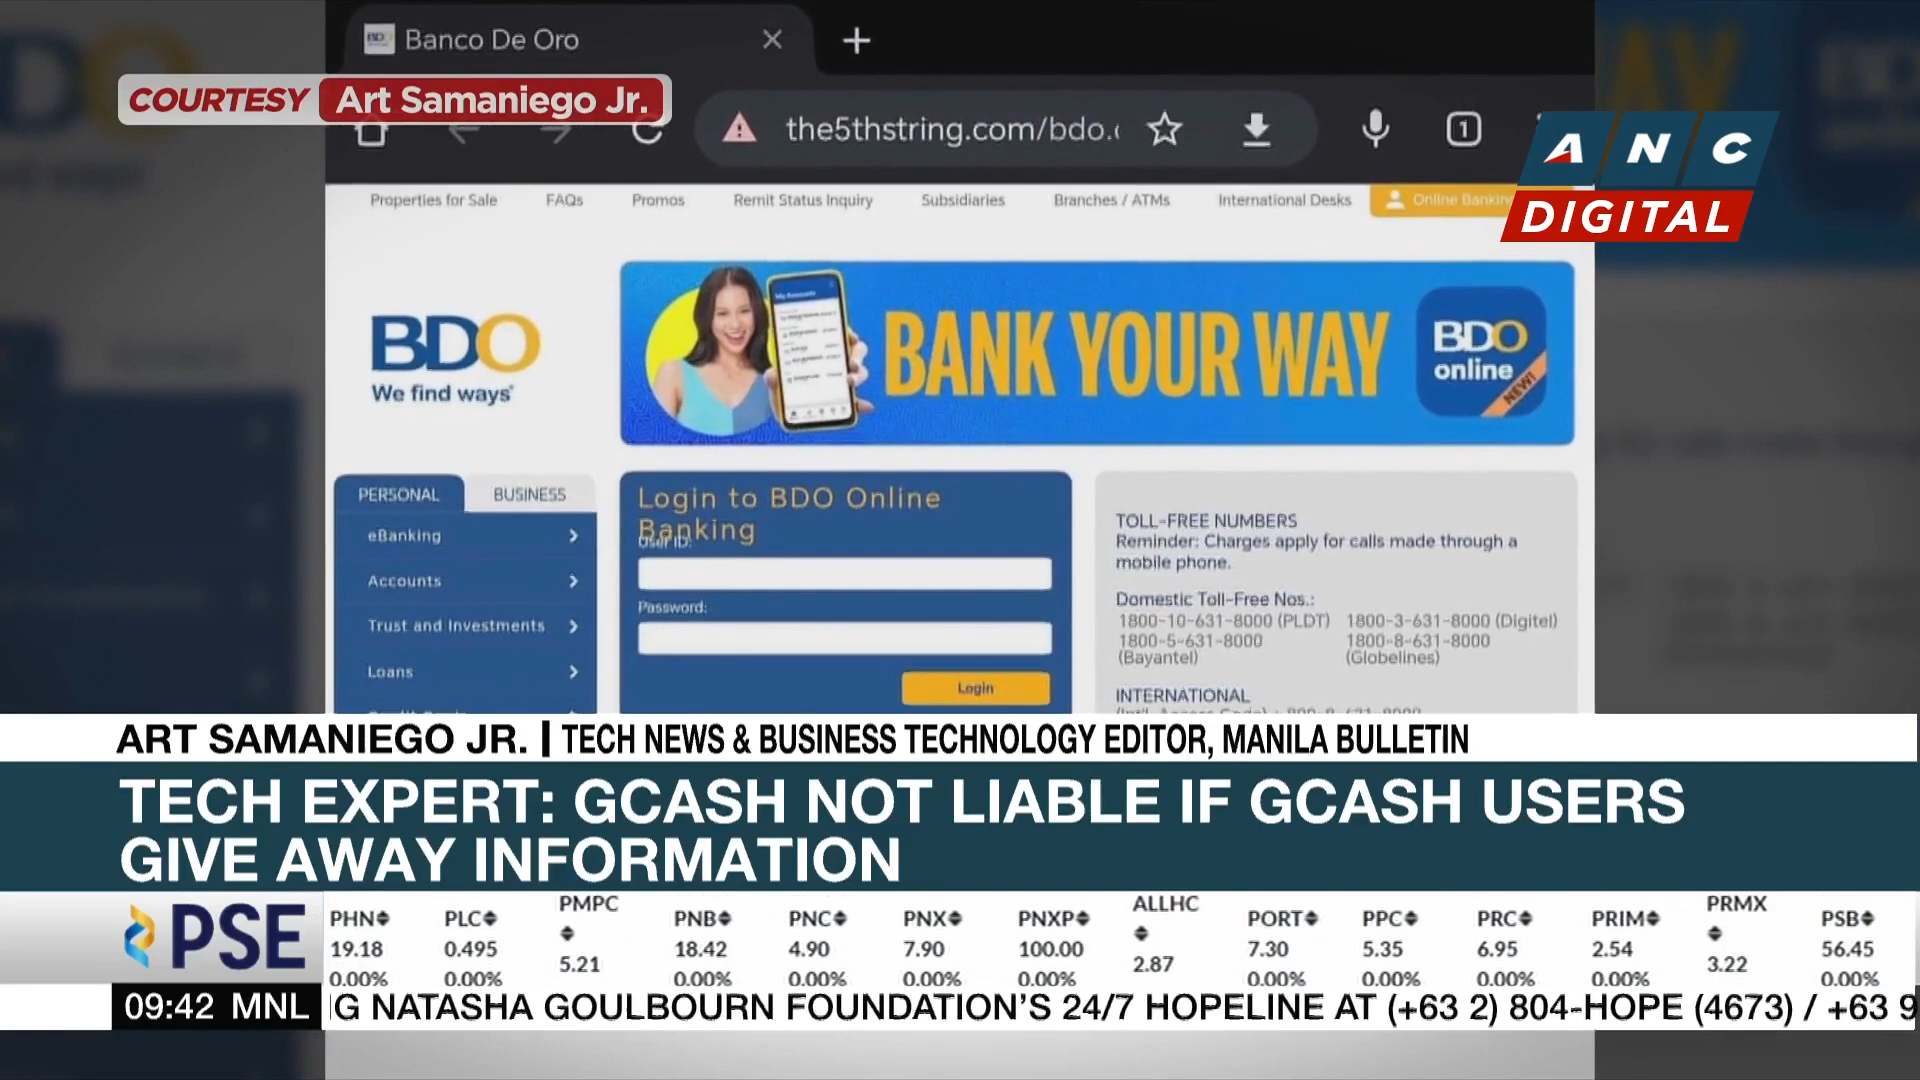 Banco De Oro
COURTESY Art Samaniego Jr.
the5thstring.com/bdo.
1
ANC
DIGITAL
Properties for Sale FAQs Promos Remit Status Inquiry Subsidiaries Branches / ATMs International Desks Online Banking
BDO
We find ways
BANK YOUR WAY
BDO
online
NEW!
PERSONAL BUSINESS
eBanking
Accounts
Trust and Investments
Loans
Login to BDO Online
Banking
User ID:
Password:
Login
TOLL-FREE NUMBERS
Reminder: Charges apply for calls made through a
mobile phone.
Domestic Toll-Free Nos.:
1800-10-631-8000 (PLDT) 1800-3-631-8000 (Digitel)
1800-5-631-8000 1800-8-631-8000
(Bayantel) (Globelines)
INTERNATIONAL
ART SAMANIEGO JR. | TECH NEWS & BUSINESS TECHNOLOGY EDITOR, MANILA BULLETIN
TECH EXPERT: GCASH NOT LIABLE IF GCASH USERS
GIVE AWAY INFORMATION
PSE
PHN PLC PMPC PNB PNC PNX PNXP ALLHC PORT PPC PRC PRIM PRMX PSB
19.18 0.495 5.21 18.42 4.90 7.90 100.00 2.87 7.30 5.35 6.95 2.54 3.22 56.45
0.00% 0.00% 0.00% 0.00% 0.00% 0.00% 0.00% 0.00% 0.00% 0.00% 0.00%
09:42 MNL
IG NATASHA GOULBOURN FOUNDATION'S 24/7 HOPELINE AT (+63 2) 804-HOPE (4673) / +63 9